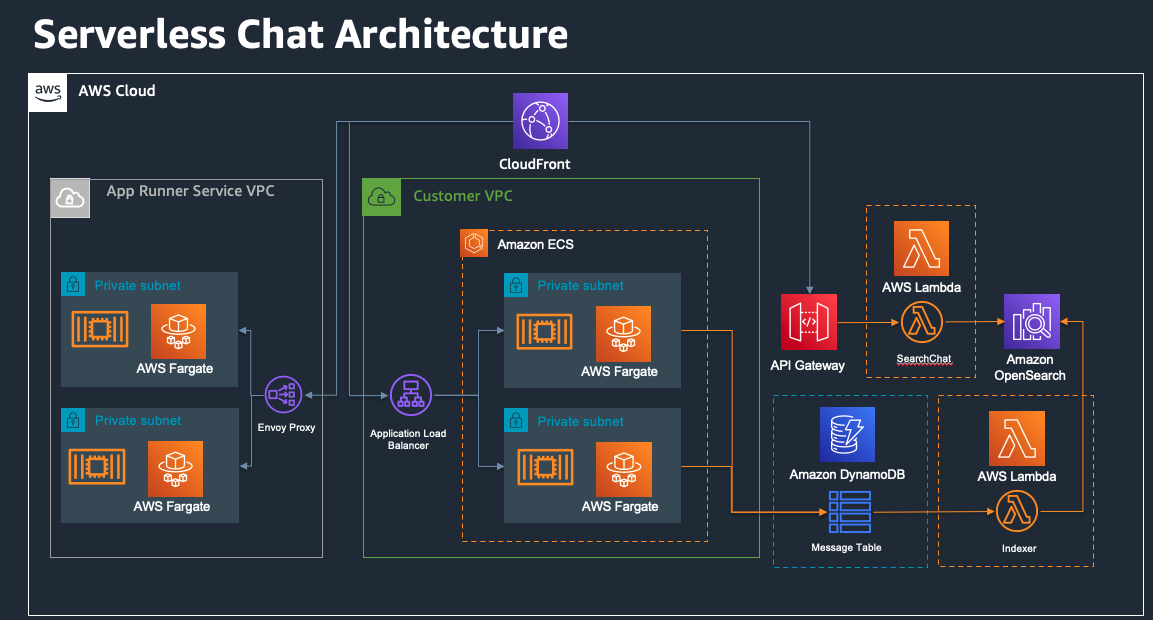 Serverless Chat Architecture
aws
AWS Cloud
CloudFront
App Runner Service VPC
Private subnet
AWS Fargate
Private subnet
AWS Fargate
Envoy Proxy
Customer VPC
Application Load
Balancer
Amazon ECS
Private subnet
AWS Fargate
Private subnet
AWS Fargate
API Gateway
AWS Lambda
SearchChat
Amazon
OpenSearch
Amazon DynamoDB
Message Table
AWS Lambda
Indexer